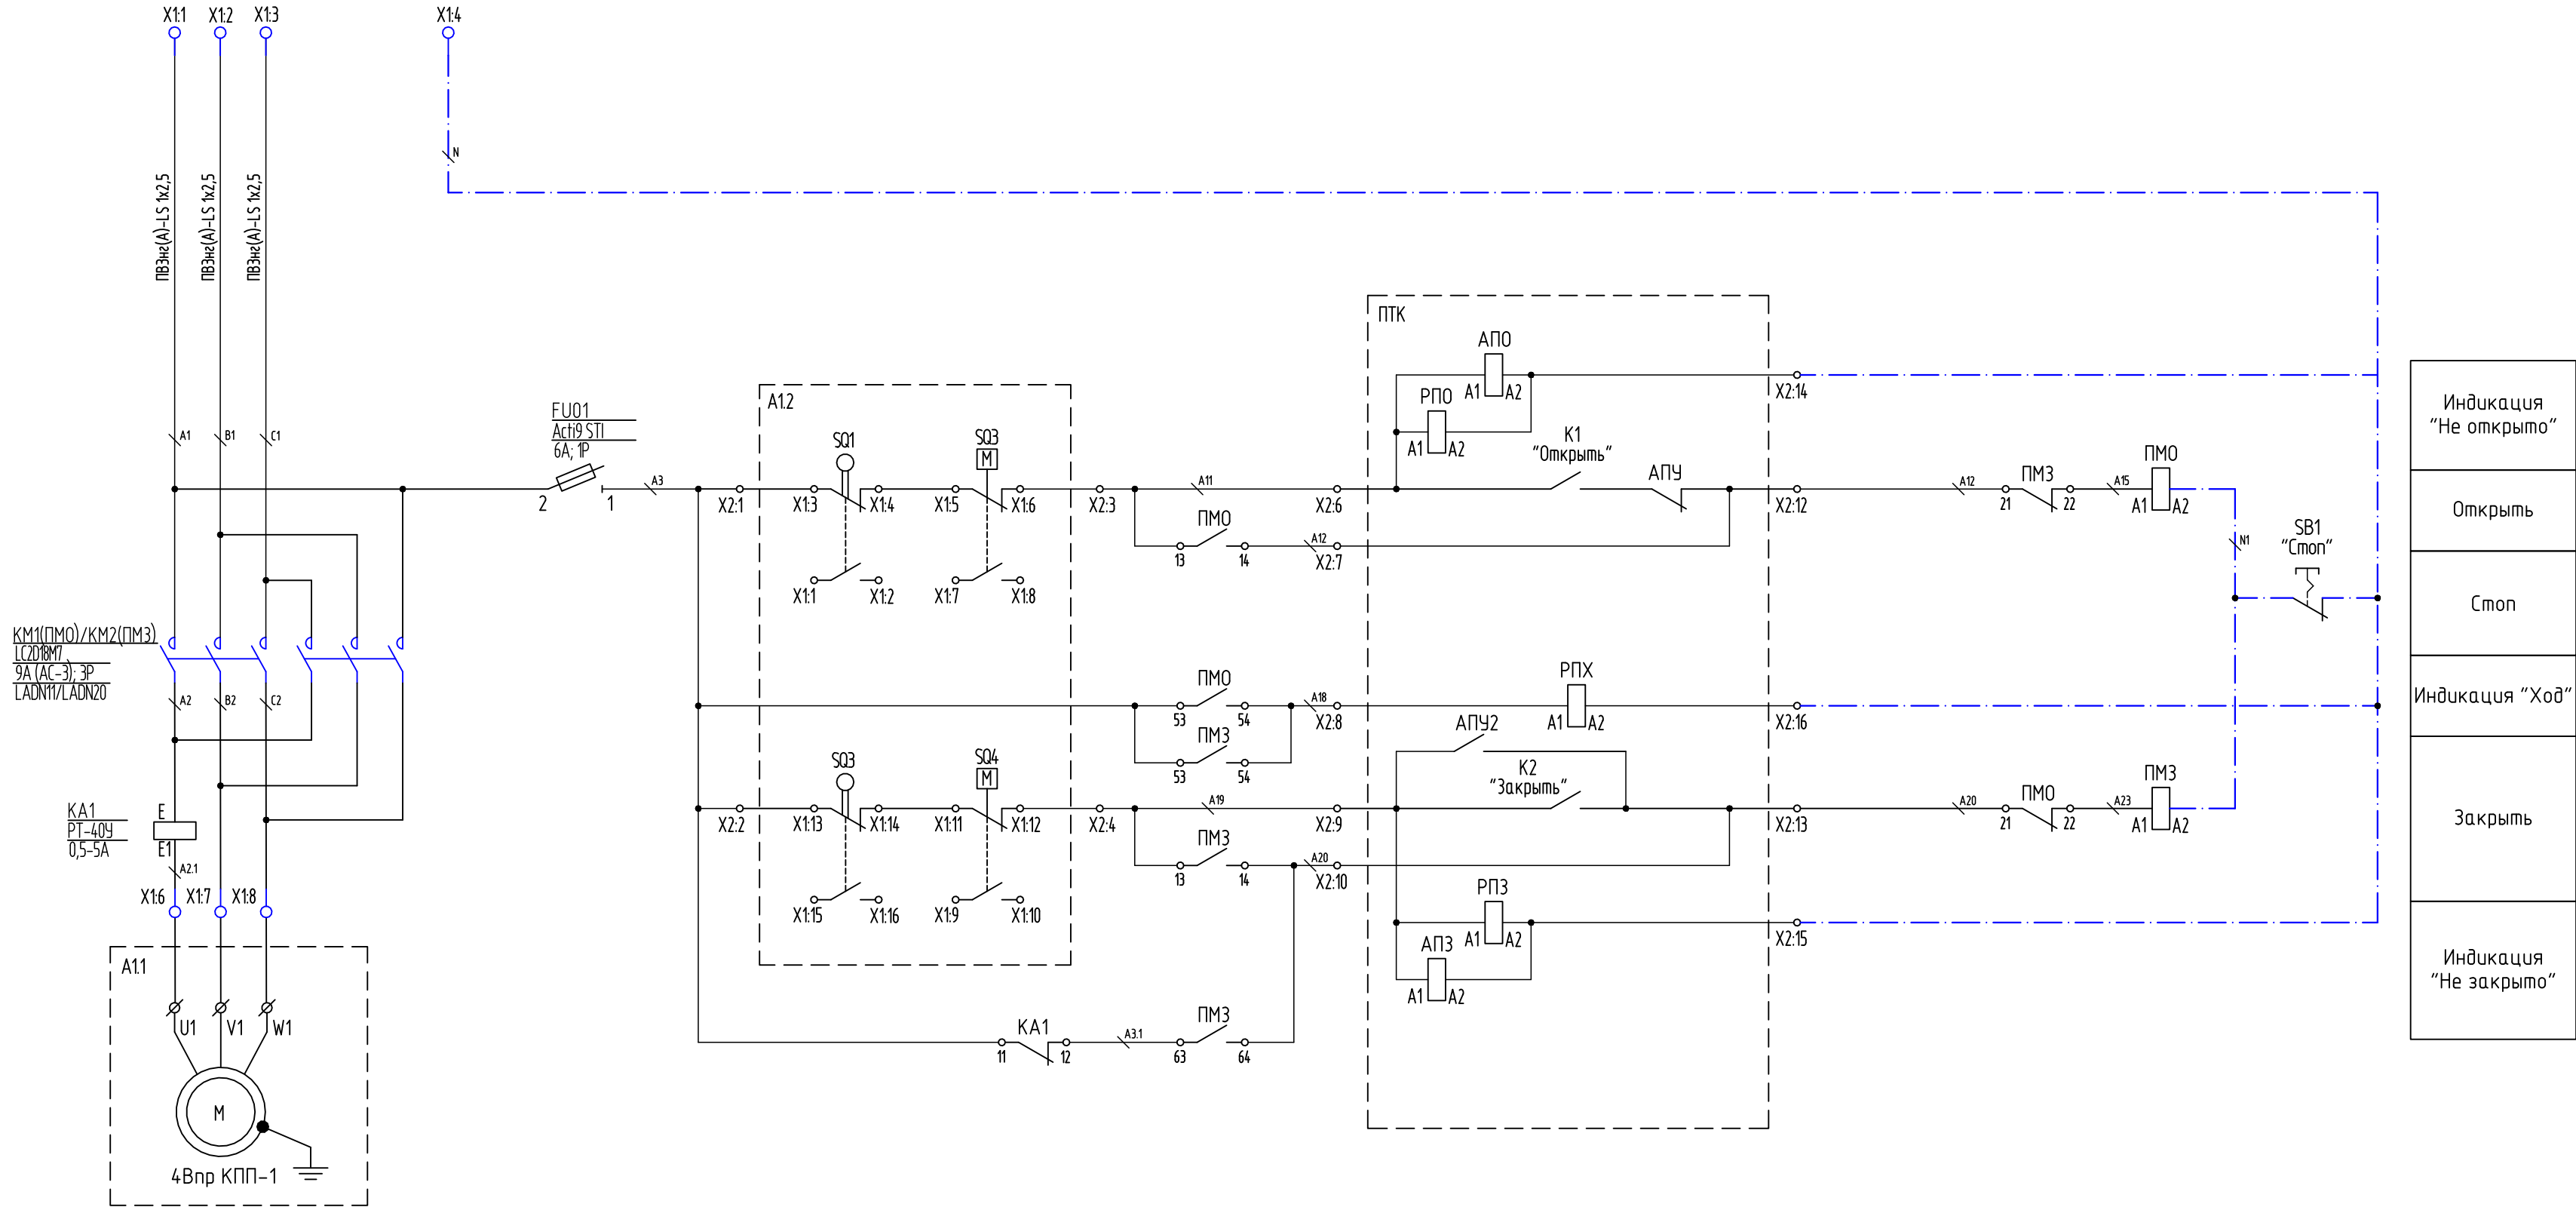 X1:1
X1:2
X1:3
X1:4
N
ПВ3нг(А)-LS 1x2,5
ПВ3нг(А)-LS 1x2,5
ПВ3нг(А)-LS 1x2,5
A1
B1
C1
FU01
Acti9 STI
6A; 1P
2
1
A3
X2:1
A1.2
SQ1
SQ3
M
X1:3
X1:4
X1:5
X1:6
X1:1
X1:2
X1:7
X1:8
X2:3
A11
ПМО
13
14
A12
X2:6
X2:7
ПТК
АПО
A1
A2
РПО
A1
A2
K1
"Открыть"
АПУ
X2:14
X2:12
A12
ПМЗ
21
22
A15
ПМО
A1
A2
N1
SB1
"Стоп"
Индикация
"Не открыто"
Открыть
Стоп
Индикация "Ход"
Закрыть
Индикация
"Не закрыто"
KM1(ПМО)/KM2(ПМЗ)
LC2D18M7
9A (AC-3); 3P
LADN11/LADN20
A2
B2
C2
ПМО
53
54
A18
X2:8
ПМЗ
53
54
РПХ
A1
A2
X2:16
АПУ2
K2
"Закрыть"
X2:2
SQ3
SQ4
M
X1:13
X1:14
X1:11
X1:12
X1:15
X1:16
X1:9
X1:10
X2:4
A19
X2:9
ПМЗ
13
14
A20
X2:10
X2:13
A20
ПМО
21
22
A23
ПМЗ
A1
A2
РПЗ
A1
A2
АПЗ
A1
A2
X2:15
KA1
11
12
A3.1
ПМЗ
63
64
KA1
РТ-40У
0,5-5А
E
E1
A2.1
X1:6
X1:7
X1:8
A1.1
U1
V1
W1
M
4Впр КПП-1